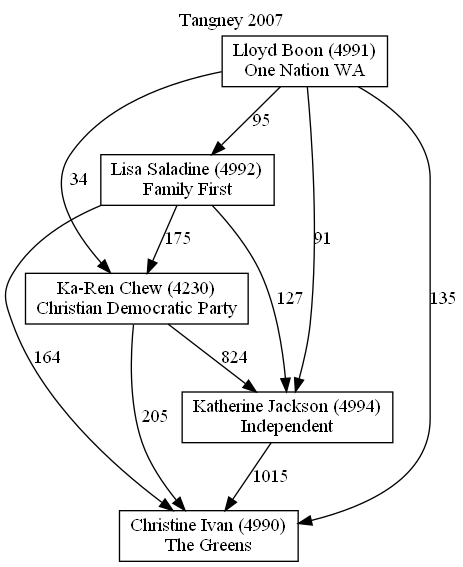 Tangney 2007
Lloyd Boon (4991)
One Nation WA
95
Lisa Saladine (4992)
Family First
34
175
91
127
135
Ka-Ren Chew (4230)
Christian Democratic Party
164
824
Katherine Jackson (4994)
Independent
205
1015
Christine Ivan (4990)
The Greens